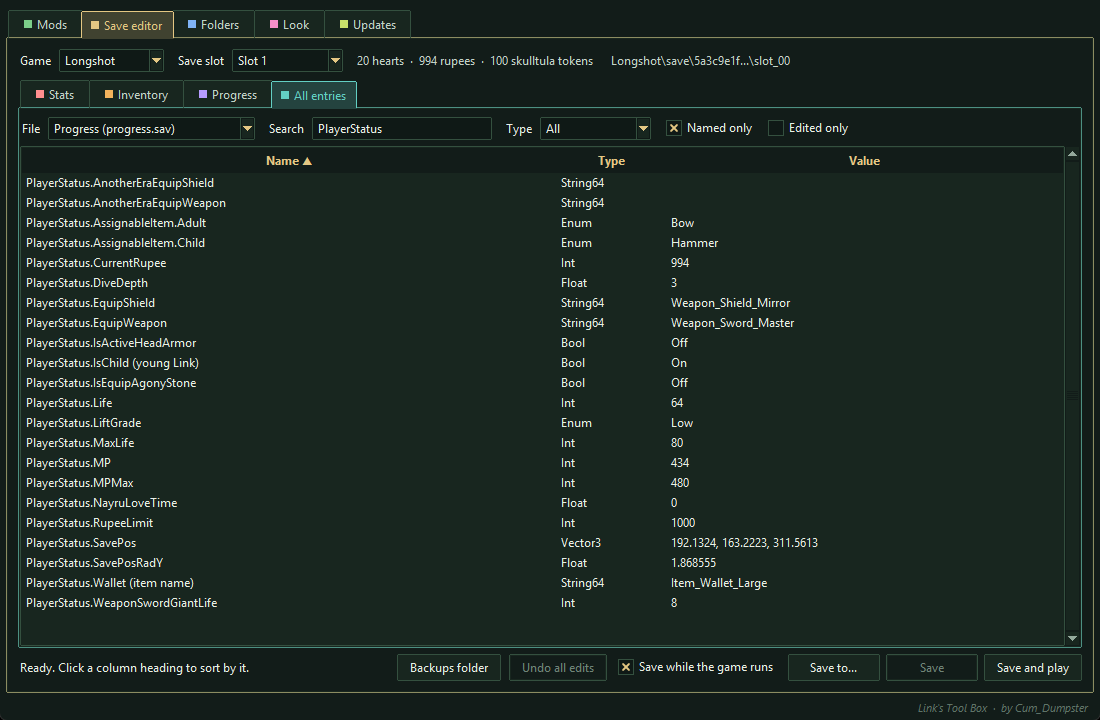 Mods Save editor Folders Look Updates
Game Longshot Save slot Slot 1 20 hearts · 994 rupees · 100 skulltula tokens Longshot\save\5a3c9e1f...\slot_00
Stats Inventory Progress All entries
File Progress (progress.sav) Search PlayerStatus Type All Named only Edited only
Name ▲ Type Value
PlayerStatus.AnotherEraEquipShield String64
PlayerStatus.AnotherEraEquipWeapon String64
PlayerStatus.AssignableItem.Adult Enum Bow
PlayerStatus.AssignableItem.Child Enum Hammer
PlayerStatus.CurrentRupee Int 994
PlayerStatus.DiveDepth Float 3
PlayerStatus.EquipShield String64 Weapon_Shield_Mirror
PlayerStatus.EquipWeapon String64 Weapon_Sword_Master
PlayerStatus.IsActiveHeadArmor Bool Off
PlayerStatus.IsChild (young Link) Bool On
PlayerStatus.IsEquipAgonyStone Bool Off
PlayerStatus.Life Int 64
PlayerStatus.LiftGrade Enum Low
PlayerStatus.MaxLife Int 80
PlayerStatus.MP Int 434
PlayerStatus.MPMax Int 480
PlayerStatus.NayruLoveTime Float 0
PlayerStatus.RupeeLimit Int 1000
PlayerStatus.SavePos Vector3 192.1324, 163.2223, 311.5613
PlayerStatus.SavePosRadY Float 1.868555
PlayerStatus.Wallet (item name) String64 Item_Wallet_Large
PlayerStatus.WeaponSwordGiantLife Int 8
Ready. Click a column heading to sort by it. Backups folder Undo all edits Save while the game runs Save to... Save Save and play
Link's Tool Box · by Cum_Dumpster